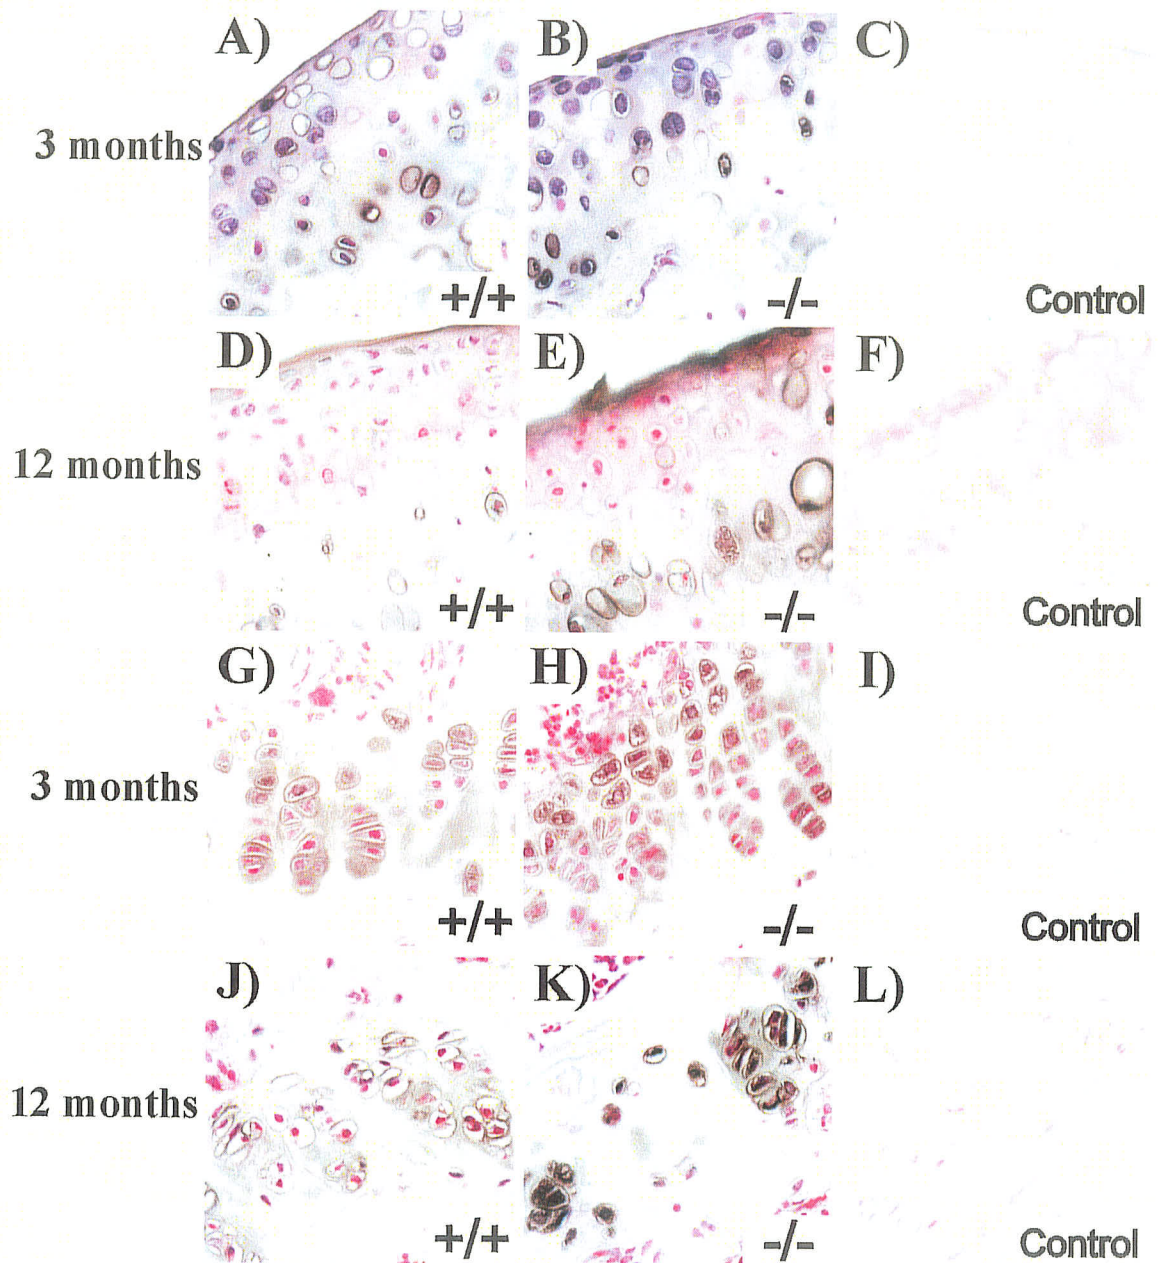 A) B) C)
3 months
+/+ -/- Control
D) E) F)
12 months
+/+ -/- Control
G) H) I)
3 months
+/+ -/- Control
J) K) L)
12 months
+/+ -/- Control